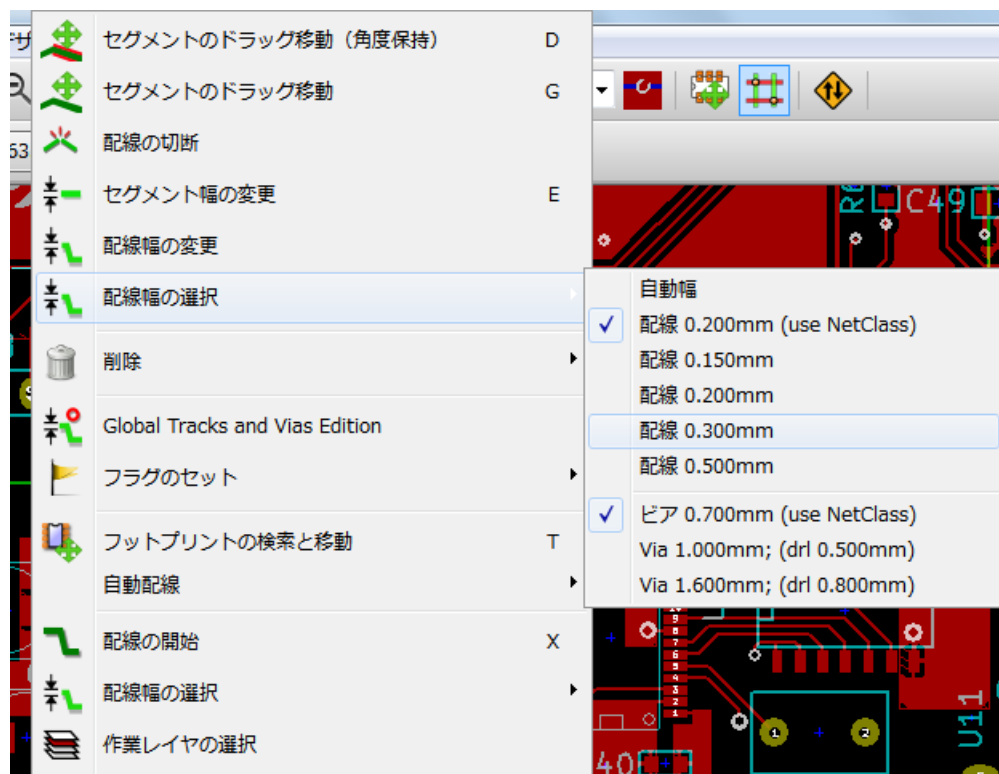 ザ
セグメントのドラッグ移動（角度保持） D
セグメントのドラッグ移動 G
63
配線の切断
セグメント幅の変更 E
C49
配線幅の変更
配線幅の選択
自動幅
配線 0.200mm (use NetClass)
配線 0.150mm
削除
配線 0.200mm
Global Tracks and Vias Edition
配線 0.300mm
配線 0.500mm
フラグのセット
ビア 0.700mm (use NetClass)
フットプリントの検索と移動 T
Via 1.000mm; (drl 0.500mm)
自動配線
Via 1.600mm; (drl 0.800mm)
配線の開始 X
配線幅の選択
U11
1 2
作業レイヤの選択
40